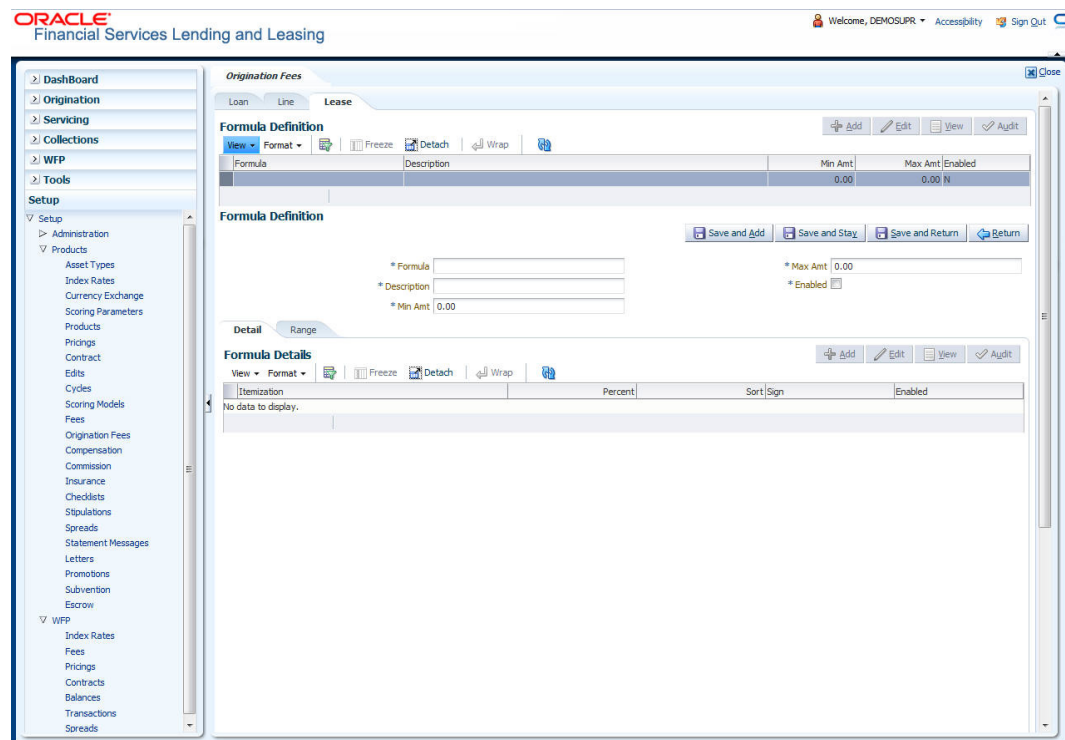 ORACLE
Financial Services Lending and Leasing
Welcome, DEMOSUPR Accessibility Sign Out
DashBoard
Origination
Servicing
Collections
WFP
Tools
Setup
Setup
Administration
Products
Asset Types
Index Rates
Currency Exchange
Scoring Parameters
Products
Pricings
Contract
Edits
Cycles
Scoring Models
Fees
Origination Fees
Compensation
Commission
Insurance
Checklists
Stipulations
Spreads
Statement Messages
Letters
Promotions
Subvention
Escrow
WFP
Index Rates
Fees
Pricings
Contracts
Balances
Transactions
Spreads
Origination Fees
Close
Loan Line Lease
Formula Definition
Add Edit View Audit
View Format Freeze Detach Wrap
Formula Description Min Amt Max Amt Enabled
0.00 0.00 N
Formula Definition
Save and Add Save and Stay Save and Return Return
* Formula
* Description
* Min Amt 0.00
* Max Amt 0.00
* Enabled
Detail Range
Formula Details
Add Edit View Audit
View Format Freeze Detach Wrap
Itemization Percent Sort Sign Enabled
No data to display.